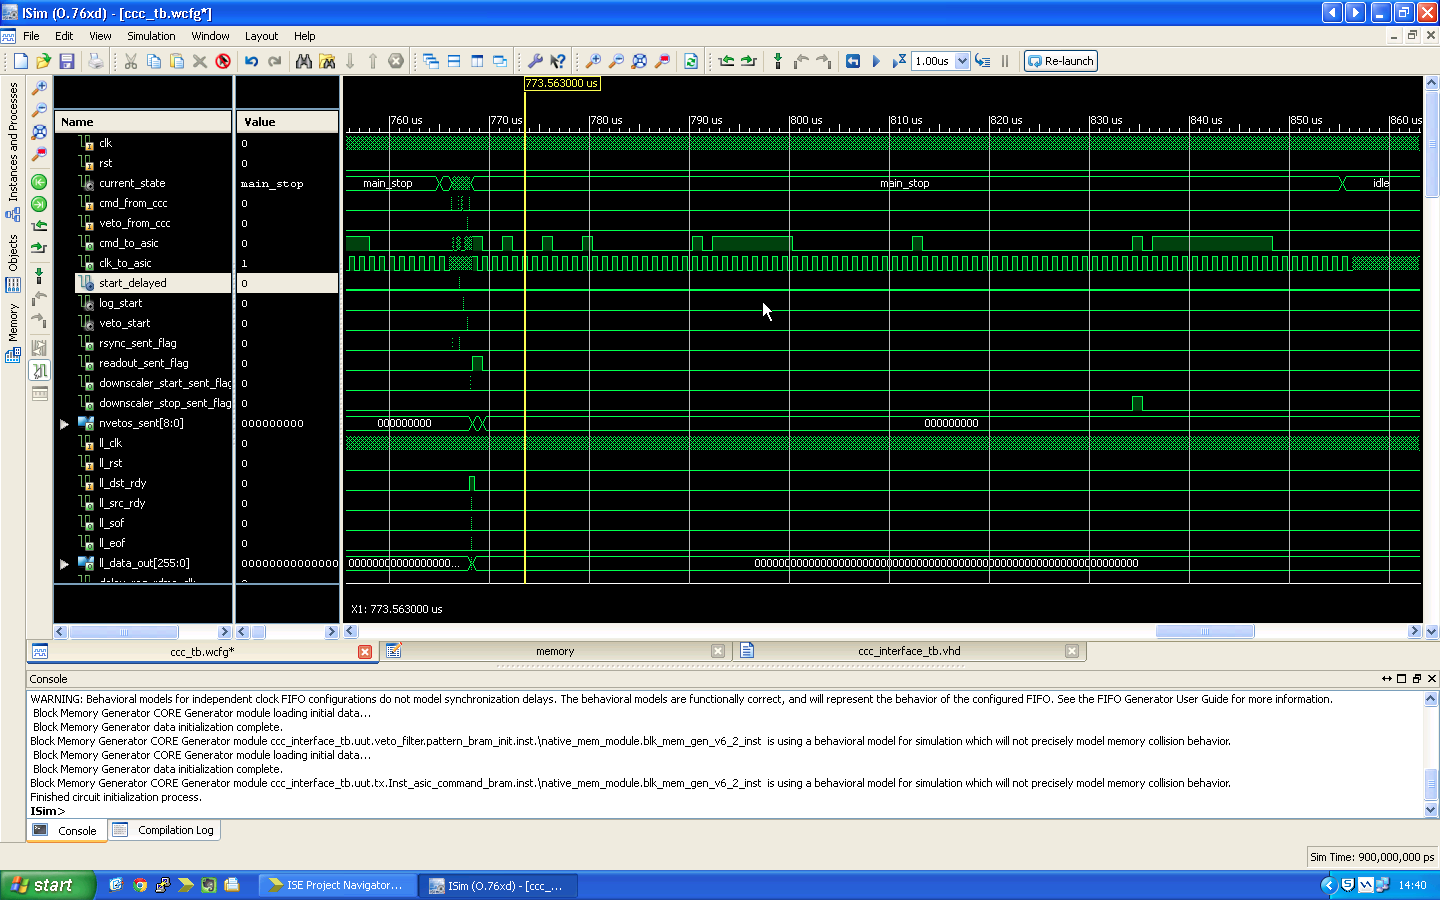 ISim (O.76xd) - [ccc_tb.wcfg*]
File Edit View Simulation Window Layout Help
1.00us Re-launch
Instances and Processes
Objects
Memory
773.563000 us
Name Value
760 us 770 us 780 us 790 us 800 us 810 us 820 us 830 us 840 us 850 us 860 us
clk 0
rst 0
current_state main_stop main_stop main_stop idle
cmd_from_ccc 0
veto_from_ccc 0
cmd_to_asic 0
clk_to_asic 1
start_delayed 0
log_start 0
veto_start 0
rsync_sent_flag 0
readout_sent_flag 0
downscaler_start_sent_flag 0
downscaler_stop_sent_flag 0
nvetos_sent[8:0] 000000000 000000000 000000000
ll_clk 0
ll_rst 0
ll_dst_rdy 0
ll_src_rdy 0
ll_sof 0
ll_eof 0
ll_data_out[255:0]
X1: 773.563000 us
ccc_tb.wcfg* memory ccc_interface_tb.vhd
Console
WARNING: Behavioral models for independent clock FIFO configurations do not model synchronization delays. The behavioral models are functionally correct, and will represent the behavior of the configured FIFO. See the FIFO Generator User Guide for more information.
Block Memory Generator CORE Generator module loading initial data...
Block Memory Generator data initialization complete.
Block Memory Generator CORE Generator module ccc_interface_tb.uut.veto_filter.pattern_bram_init.inst.\native_mem_module.blk_mem_gen_v6_2_inst is using a behavioral model for simulation which will not precisely model memory collision behavior.
Block Memory Generator CORE Generator module loading initial data...
Block Memory Generator data initialization complete.
Block Memory Generator CORE Generator module ccc_interface_tb.uut.tx.Inst_asic_command_bram.inst.\native_mem_module.blk_mem_gen_v6_2_inst is using a behavioral model for simulation which will not precisely model memory collision behavior.
Finished circuit initialization process.
ISim>
Console Compilation Log
Sim Time: 900,000,000 ps
start ISE Project Navigator... ISim (O.76xd) - [ccc_... 14:40